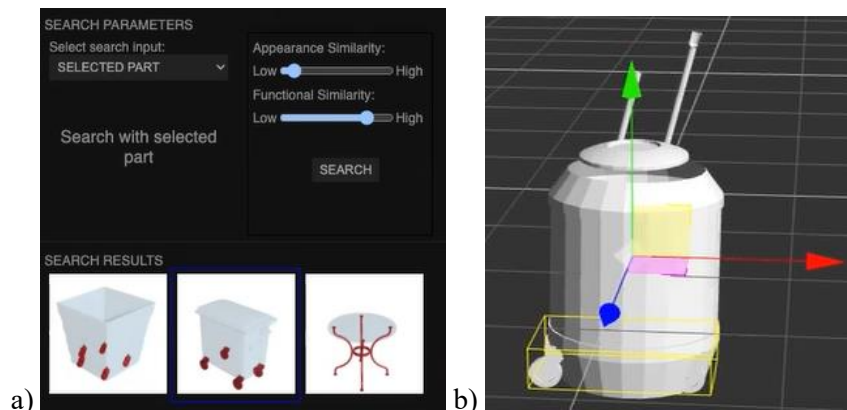 SEARCH PARAMETERS
Select search input:
SELECTED PART
Search with selected
part
Appearance Similarity:
Low High
Functional Similarity:
Low High
SEARCH
SEARCH RESULTS
a)
b)